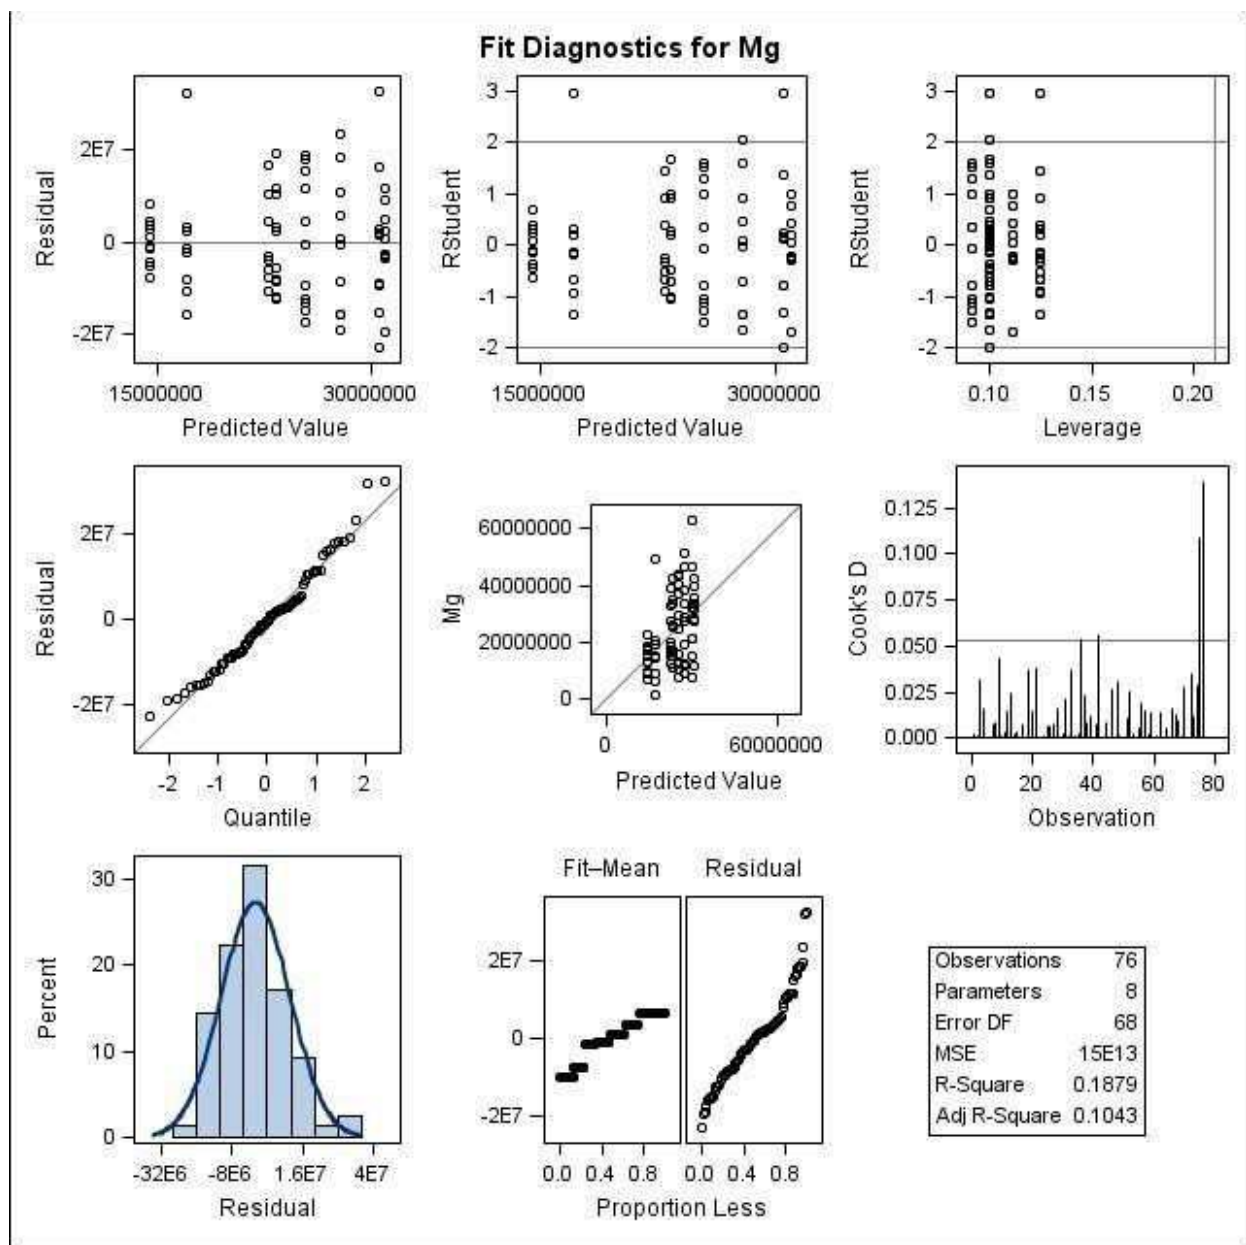 Fit Diagnostics for Mg
Residual
2E7
0
-2E7
15000000 30000000
Predicted Value
RStudent
3
2
1
0
-1
-2
15000000 30000000
Predicted Value
RStudent
3
2
1
0
-1
-2
0.10 0.15 0.20
Leverage
Residual
2E7
0
-2E7
-2 -1 0 1 2
Quantile
Mg
60000000
40000000
20000000
0
0 60000000
Predicted Value
Cook's D
0.125
0.100
0.075
0.050
0.025
0.000
0 20 40 60 80
Observation
Percent
30
20
10
0
-32E6 -8E6 1.6E7 4E7
Residual
Fit–Mean Residual
2E7
0
-2E7
0.0 0.4 0.8 0.0 0.4 0.8
Proportion Less
Observations 76
Parameters 8
Error DF 68
MSE 15E13
R-Square 0.1879
Adj R-Square 0.1043